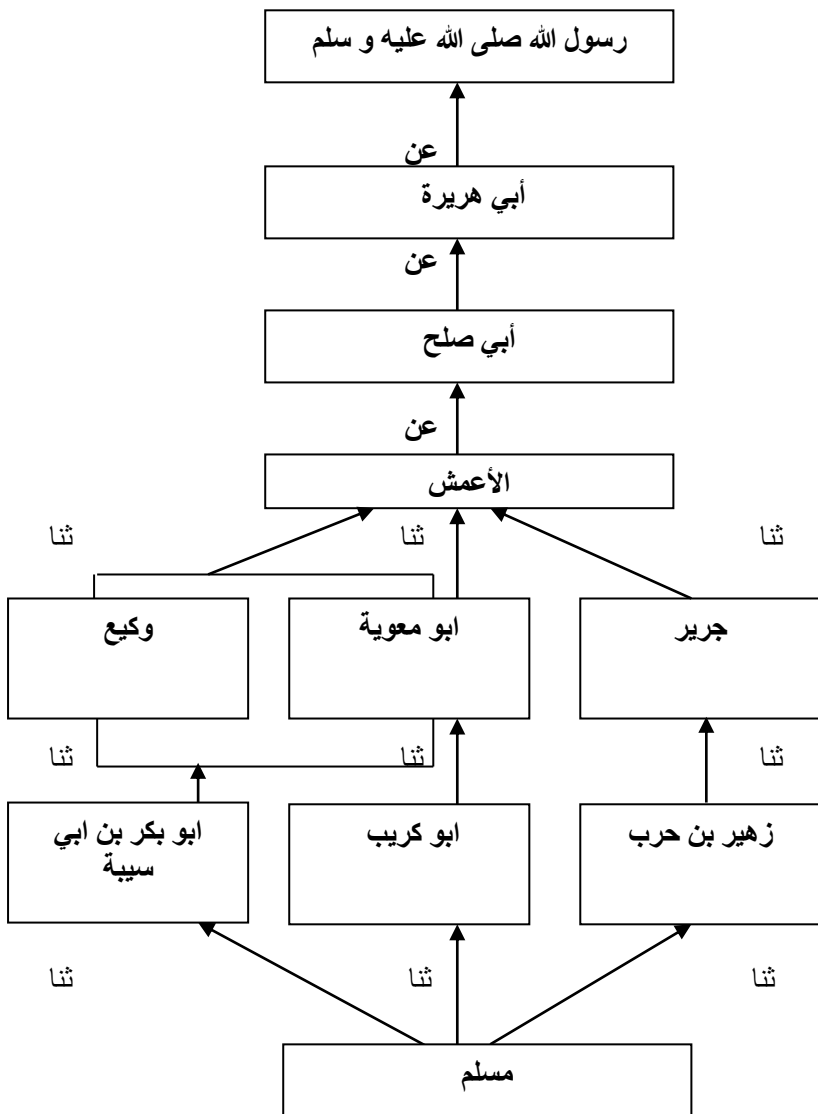 رسول الله صلى الله عليه و سلم
عن
أبي هريرة
عن
أبي صلح
عن
الأعمش
ثنا ثنا ثنا
جرير ابو معوية وكيع
ثنا ثنا ثنا
زهير بن حرب ابو كريب ابو بكر بن ابي
سيبة
ثنا ثنا ثنا
مسلم